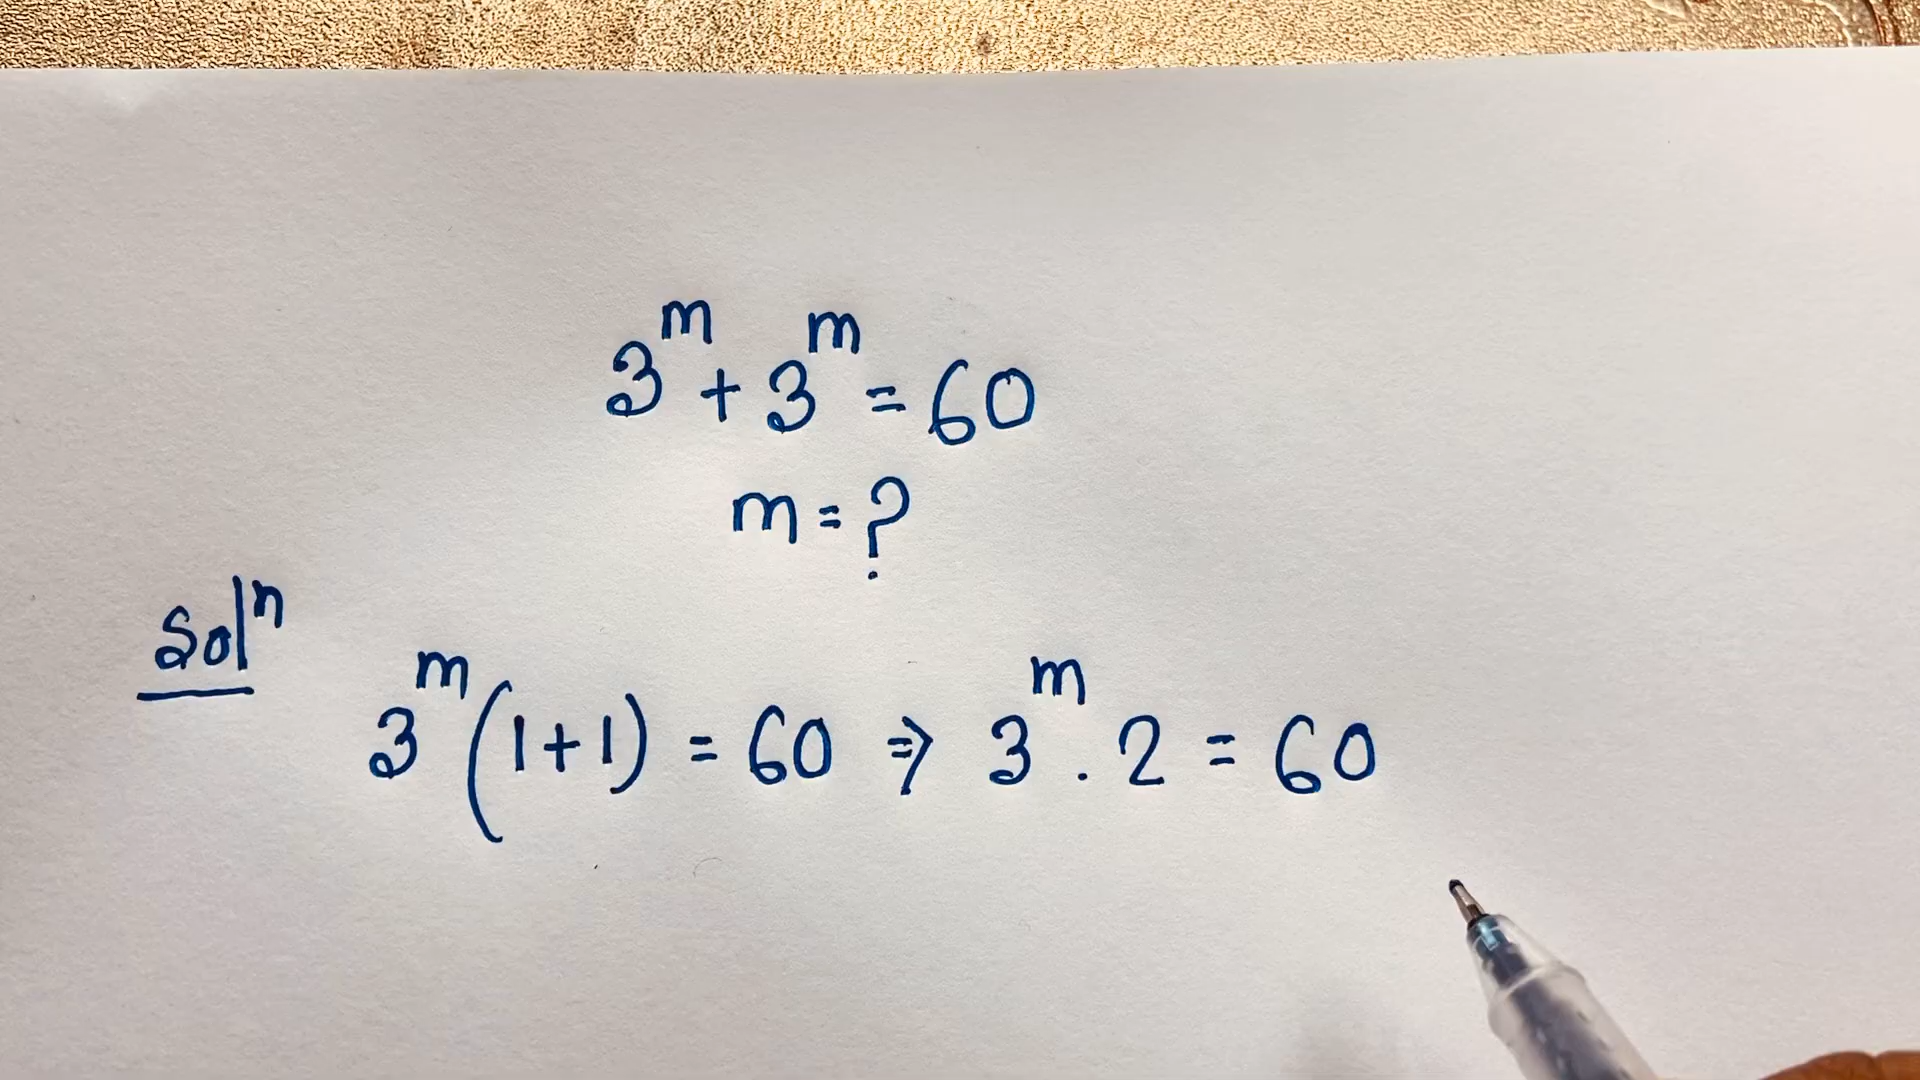 3^m + 3^m = 60
m = ?
Sol^n
3^m (1+1) = 60 ⇒ 3^m . 2 = 60